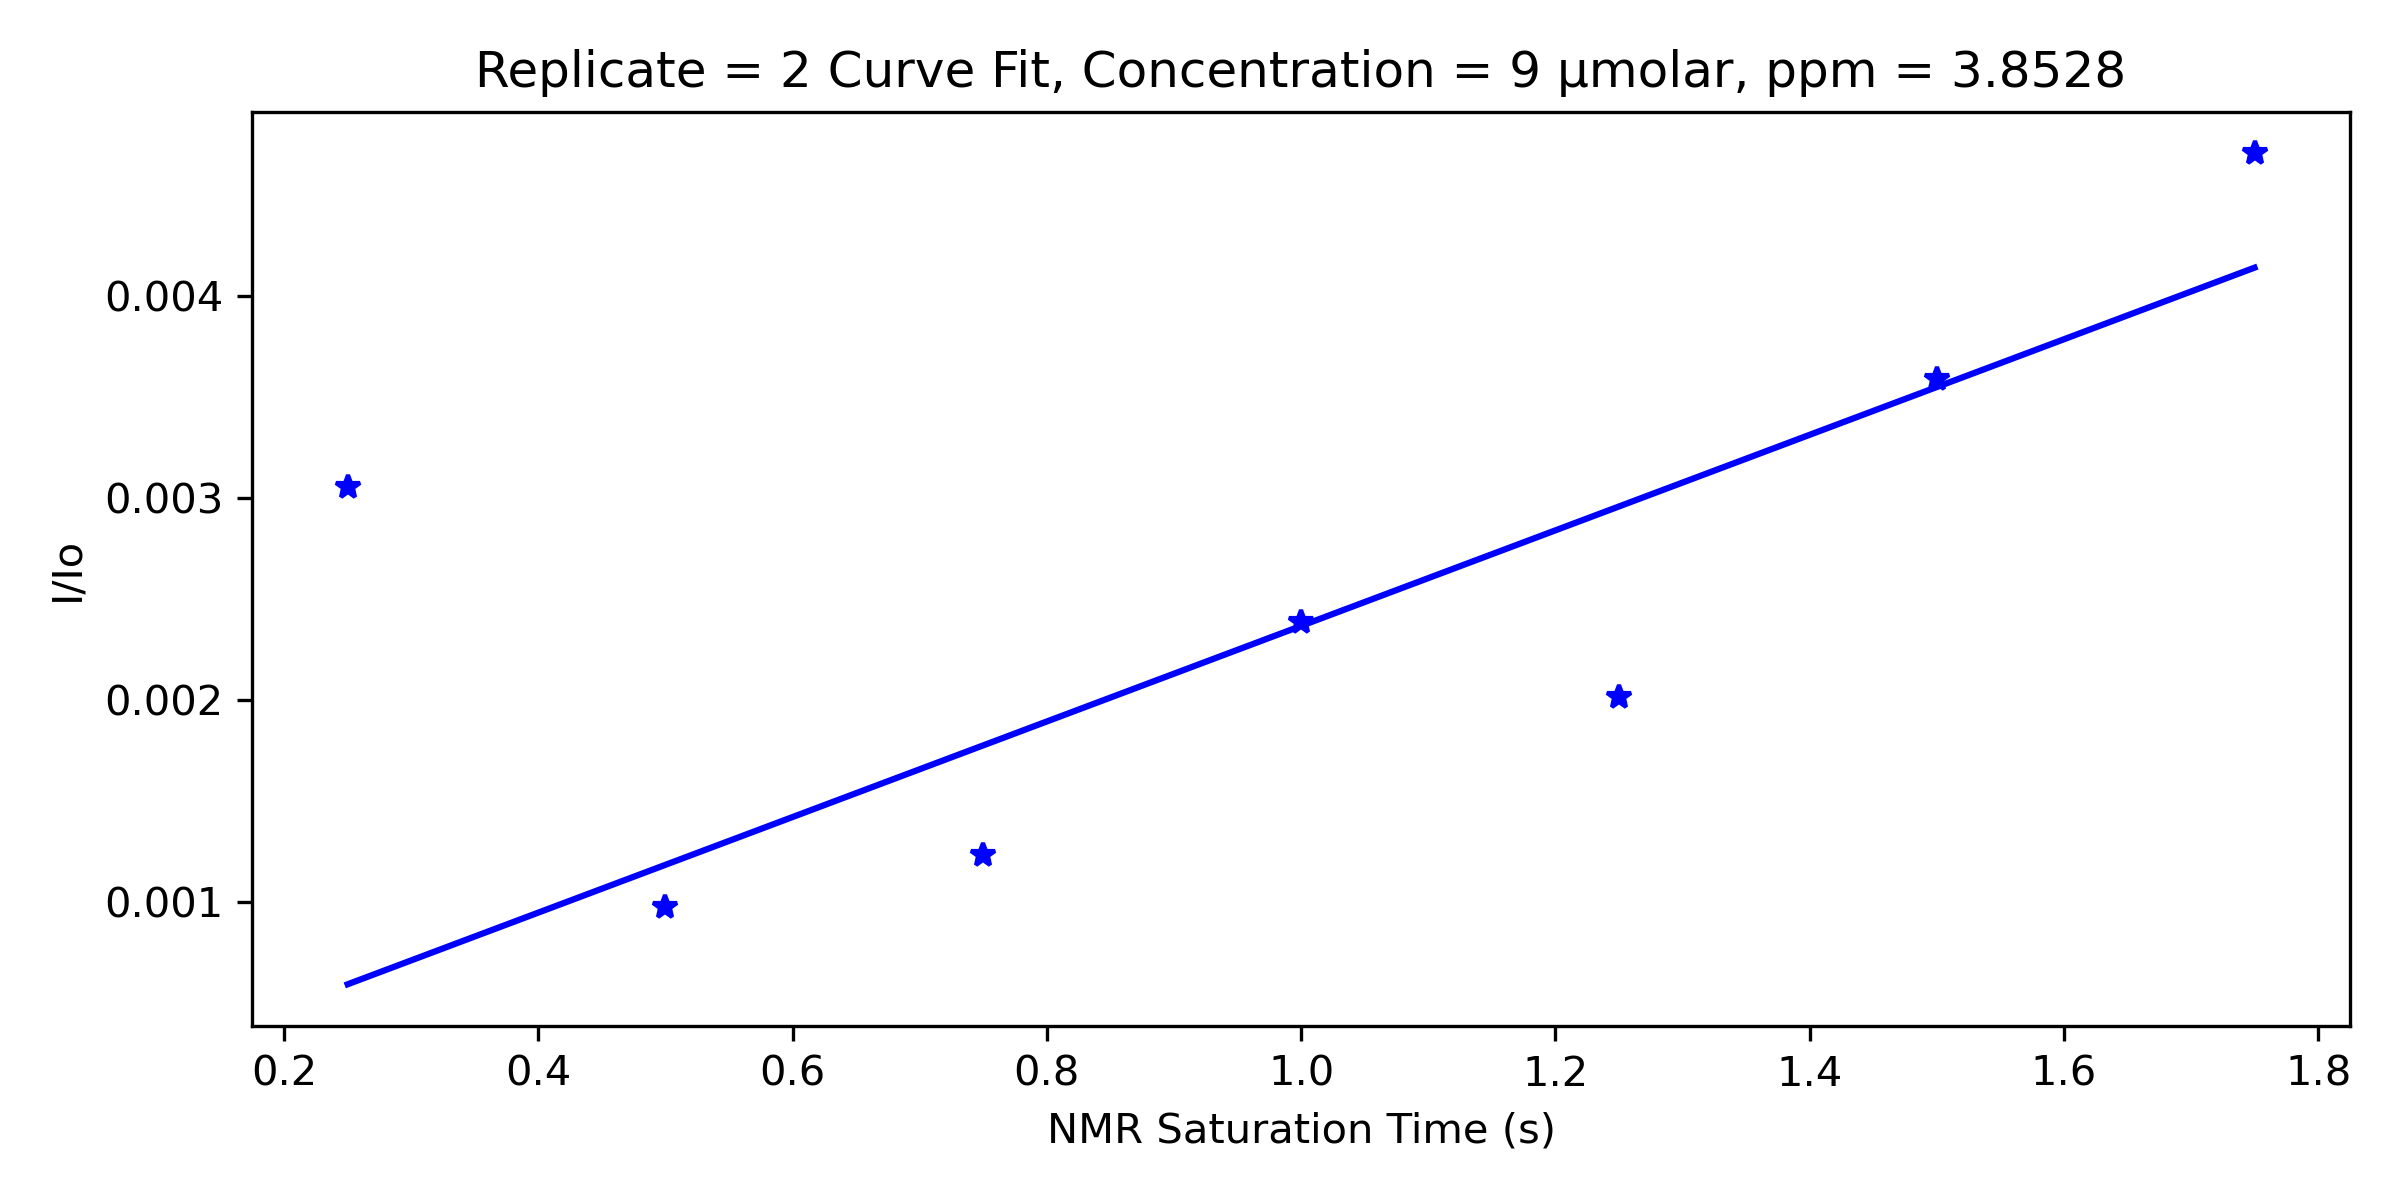 Replicate = 2 Curve Fit, Concentration = 9 µmolar, ppm = 3.8528
I/Io
0.004
0.003
0.002
0.001
0.2 0.4 0.6 0.8 1.0 1.2 1.4 1.6 1.8
NMR Saturation Time (s)